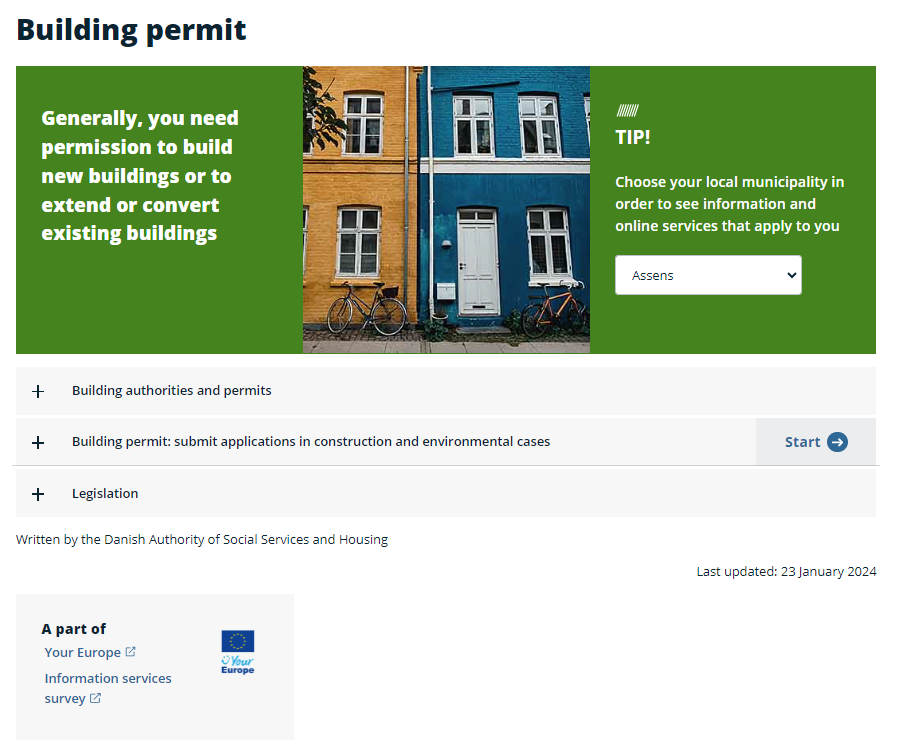 Building permit
Generally, you need
permission to build
new buildings or to
extend or convert
existing buildings
TIP!
Choose your local municipality in
order to see information and
online services that apply to you
Assens
Building authorities and permits
Building permit: submit applications in construction and environmental cases
Start
Legislation
Written by the Danish Authority of Social Services and Housing
Last updated: 23 January 2024
A part of
Your Europe
Information services
survey
Your
Europe